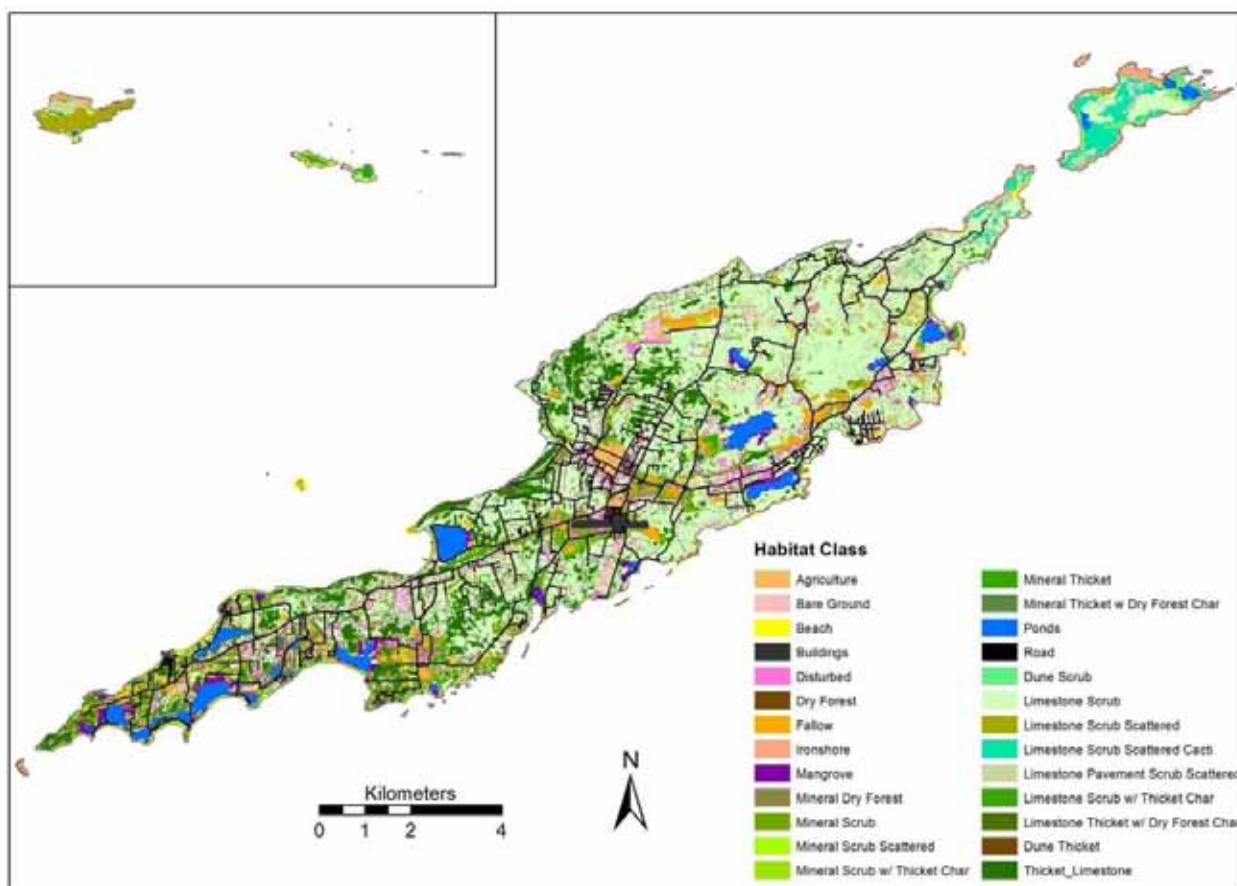 Habitat Class
Agriculture
Bare Ground
Beach
Buildings
Disturbed
Dry Forest
Fallow
Ironshore
Mangrove
Mineral Dry Forest
Mineral Scrub
Mineral Scrub Scattered
Mineral Scrub w/ Thicket Char
Mineral Thicket
Mineral Thicket w Dry Forest Char
Ponds
Road
Dune Scrub
Limestone Scrub
Limestone Scrub Scattered
Limestone Scrub Scattered Cacti
Limestone Pavement Scrub Scattered
Limestone Scrub w/ Thicket Char
Limestone Thicket w/ Dry Forest Char
Dune Thicket
Thicket_Limestone
N
Kilometers
0 1 2 4